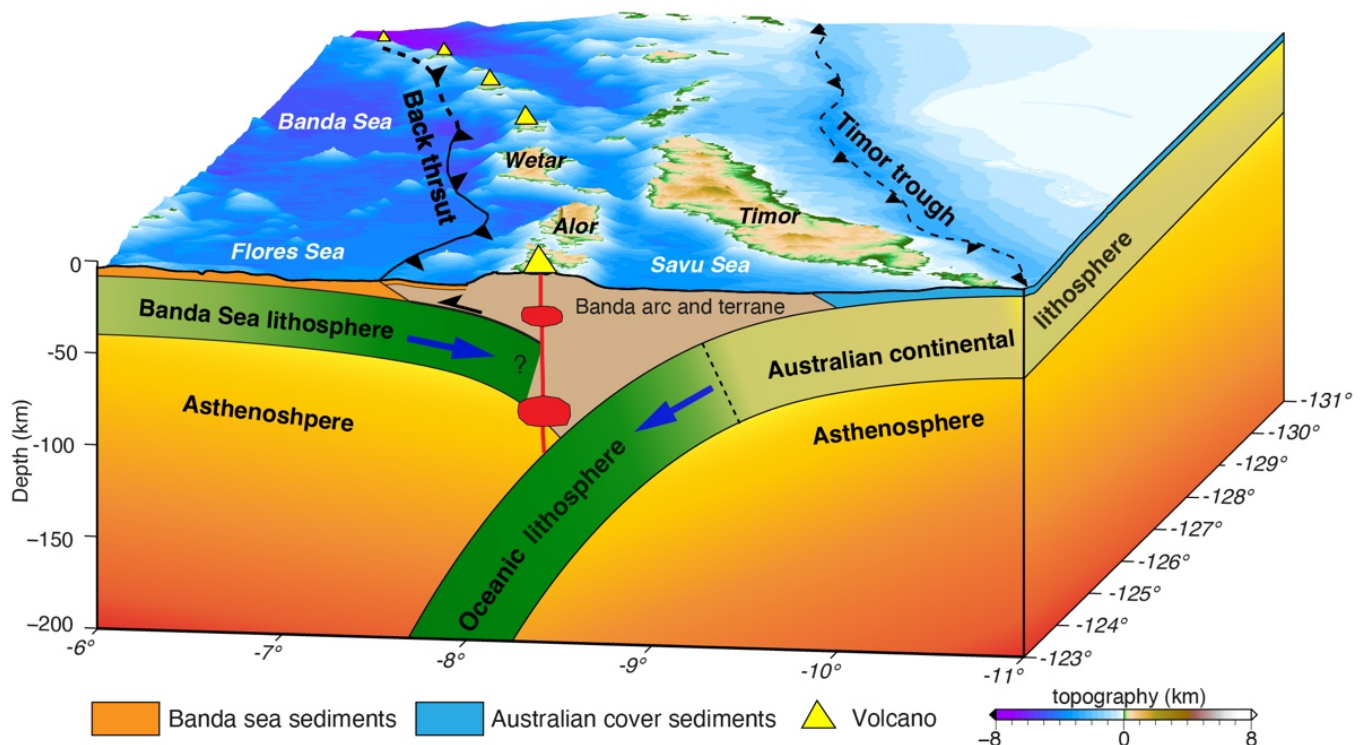 Banda Sea
Back thrsut
Wetar
Alor
Timor
Timor trough
Flores Sea
Savu Sea
Banda Sea lithosphere
?
Banda arc and terrane
Australian continental
lithosphere
Asthenoshpere
Asthenosphere
Oceanic lithosphere
Depth (km)
0
-50
-100
−150
−200
-6°
-7°
-8°
-9°
-10°
-11°
-123°
-124°
-125°
-126°
-127°
-128°
-129°
-130°
-131°
Banda sea sediments
Australian cover sediments
Volcano
topography (km)
−8 0 8